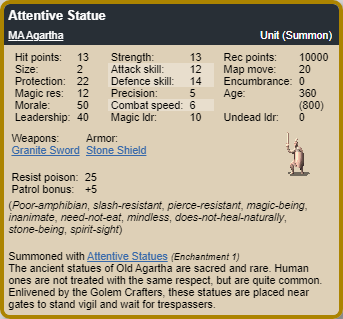 Attentive Statue
MA Agartha Unit (Summon)
Hit points: 13 Strength: 13 Rec points: 10000
Size: 2 Attack skill: 12 Map move: 20
Protection: 22 Defence skill: 14 Encumbrance: 0
Magic res: 12 Precision: 5 Age: 360
Morale: 50 Combat speed: 6 (800)
Leadership: 40 Magic ldr: 10 Undead ldr: 0
Weapons: Armor:
Granite Sword Stone Shield
Resist poison: 25
Patrol bonus: +5
(Poor-amphibian, slash-resistant, pierce-resistant, magic-being,
inanimate, need-not-eat, mindless, does-not-heal-naturally,
stone-being, spirit-sight)
Summoned with Attentive Statues (Enchantment 1)
The ancient statues of Old Agartha are sacred and rare. Human
ones are not treated with the same respect, but are quite common.
Enlivened by the Golem Crafters, these statues are placed near
gates to stand vigil and wait for trespassers.